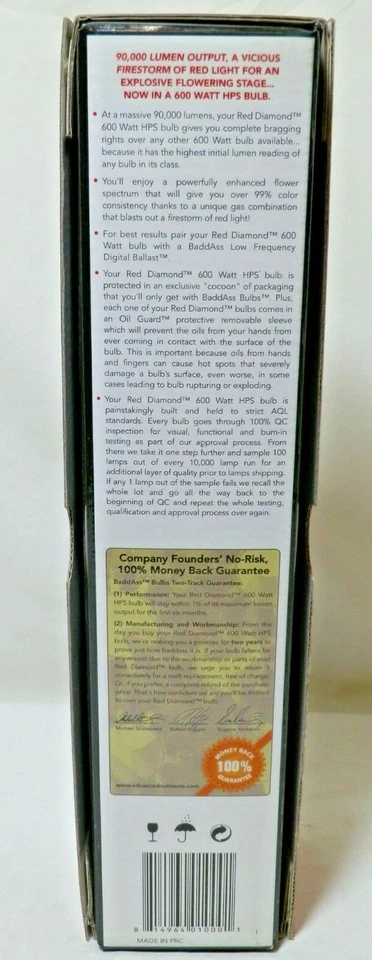 90,000 LUMEN OUTPUT, A VICIOUS
FIRESTORM OF RED LIGHT FOR AN
EXPLOSIVE FLOWERING STAGE...
NOW IN A 600 WATT HPS BULB.
• At a massive 90,000 lumens, your Red Diamond™
600 Watt HPS bulb gives you complete bragging
rights over any other 600 Watt bulb available...
because it has the highest initial lumen reading of
any bulb in its class.
• You'll enjoy a powerfully enhanced flower
spectrum that will give you over 99% color
consistency thanks to a unique gas combination
that blasts out a firestorm of red light!
• For best results pair your Red Diamond™ 600
Watt bulb with a BaddAss Low Frequency
Digital Ballast™.
• Your Red Diamond™ 600 Watt HPS bulb is
protected in an exclusive "cocoon" of packaging
that you'll only get with BaddAss Bulbs™. Plus,
each one of your Red Diamond™ bulbs comes in
an Oil Guard™ protective removable sleeve
which will prevent the oils from your hands from
ever coming in contact with the surface of the
bulb. This is important because oils from hands
and fingers can cause hot spots that severely
damage a bulb's surface, even worse, in some
cases leading to bulb rupturing or exploding.
• Your Red Diamond™ 600 Watt HPS bulb is
painstakingly built and held to strict AQL
standards. Every bulb goes through 100% QC
inspection for visual, functional and burn-in
testing as part of our approval process. From
there we take it one step further and sample 100
lamps out of every 10,000 lamp run for an
additional layer of quality prior to lamps shipping.
If any 1 lamp out of the sample fails we recall the
whole lot and go all the way back to the
beginning of QC and repeat the whole testing,
qualification and approval process over again.
Company Founders' No-Risk,
100% Money Back Guarantee
BaddAss™ Bulbs Two-Track Guarantee:
(1) Performance: Your Red Diamond™ 600 Watt
HPS bulb will stay within 1% of its maximum lumen
output for the first six months.
(2) Manufacturing and Workmanship: From the
day you buy your Red Diamond™ 600 Watt HPS
bulb, we're making you a promise for two years to
prove just how baddass it is. If your bulb falters for
any reason due to the workmanship or parts of your
Red Diamond™ bulb, we urge you to return it
immediately for a swift replacement, free of charge.
Or, if you prefer, a complete refund of the purchase
price. That's how confident we are you'll be thrilled
to own your Red Diamond™ bulb.
Michael Straumietis
Robert Higgins
Eugene Yordanov
MONEY BACK
100%
GUARANTEE
www.advancednutrients.com
8 14964 01000 1
MADE IN PRC